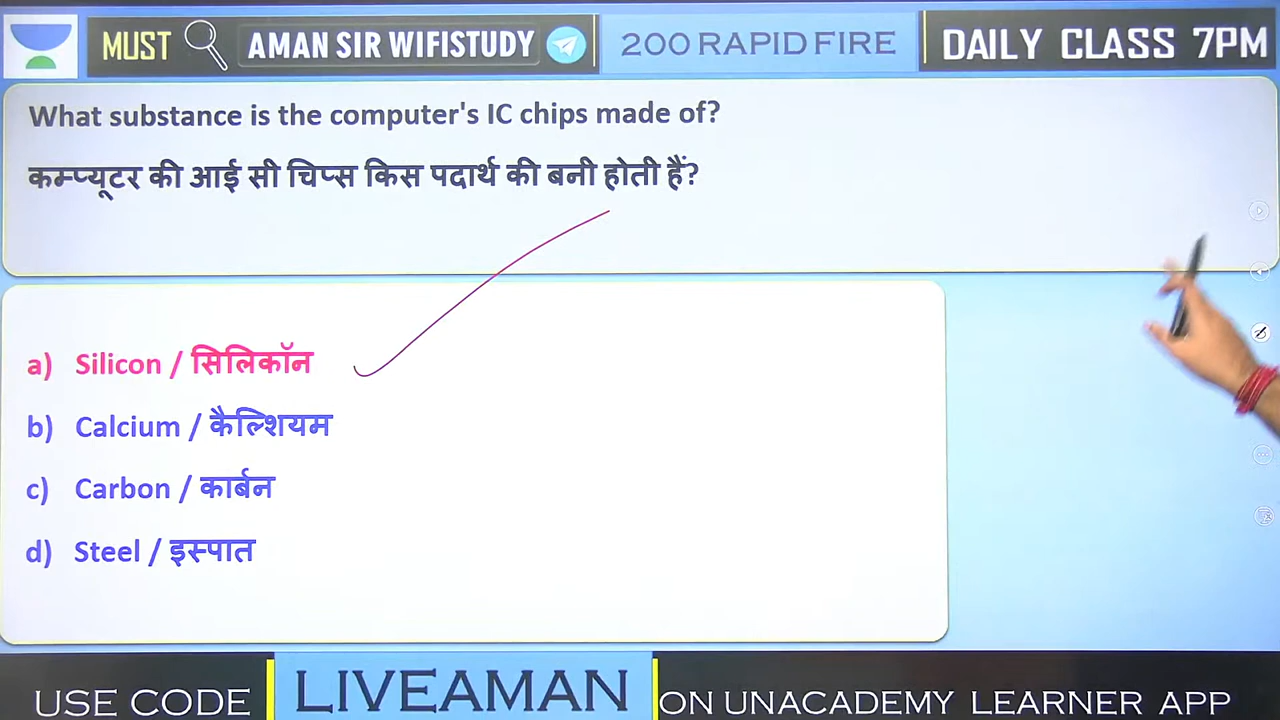 MUST AMAN SIR WIFISTUDY 200 RAPID FIRE DAILY CLASS 7PM
What substance is the computer's IC chips made of?
कम्प्यूटर की आई सी चिप्स किस पदार्थ की बनी होती हैं?
a) Silicon / सिलिकॉन
b) Calcium / कैल्शियम
c) Carbon / कार्बन
d) Steel / इस्पात
USE CODE LIVEAMAN ON UNACADEMY LEARNER APP